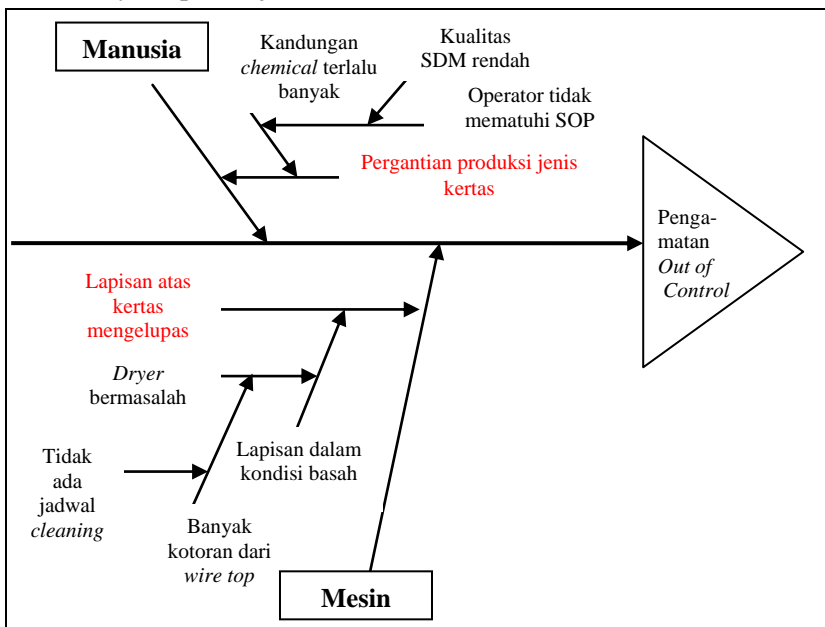 Manusia
Kandungan
chemical terlalu
banyak
Kualitas
SDM rendah
Operator tidak
mematuhi SOP
Pergantian produksi jenis
kertas
Penga-
matan
Out of
Control
Lapisan atas
kertas
mengelupas
Dryer
bermasalah
Lapisan dalam
kondisi basah
Tidak
ada
jadwal
cleaning
Banyak
kotoran dari
wire top
Mesin